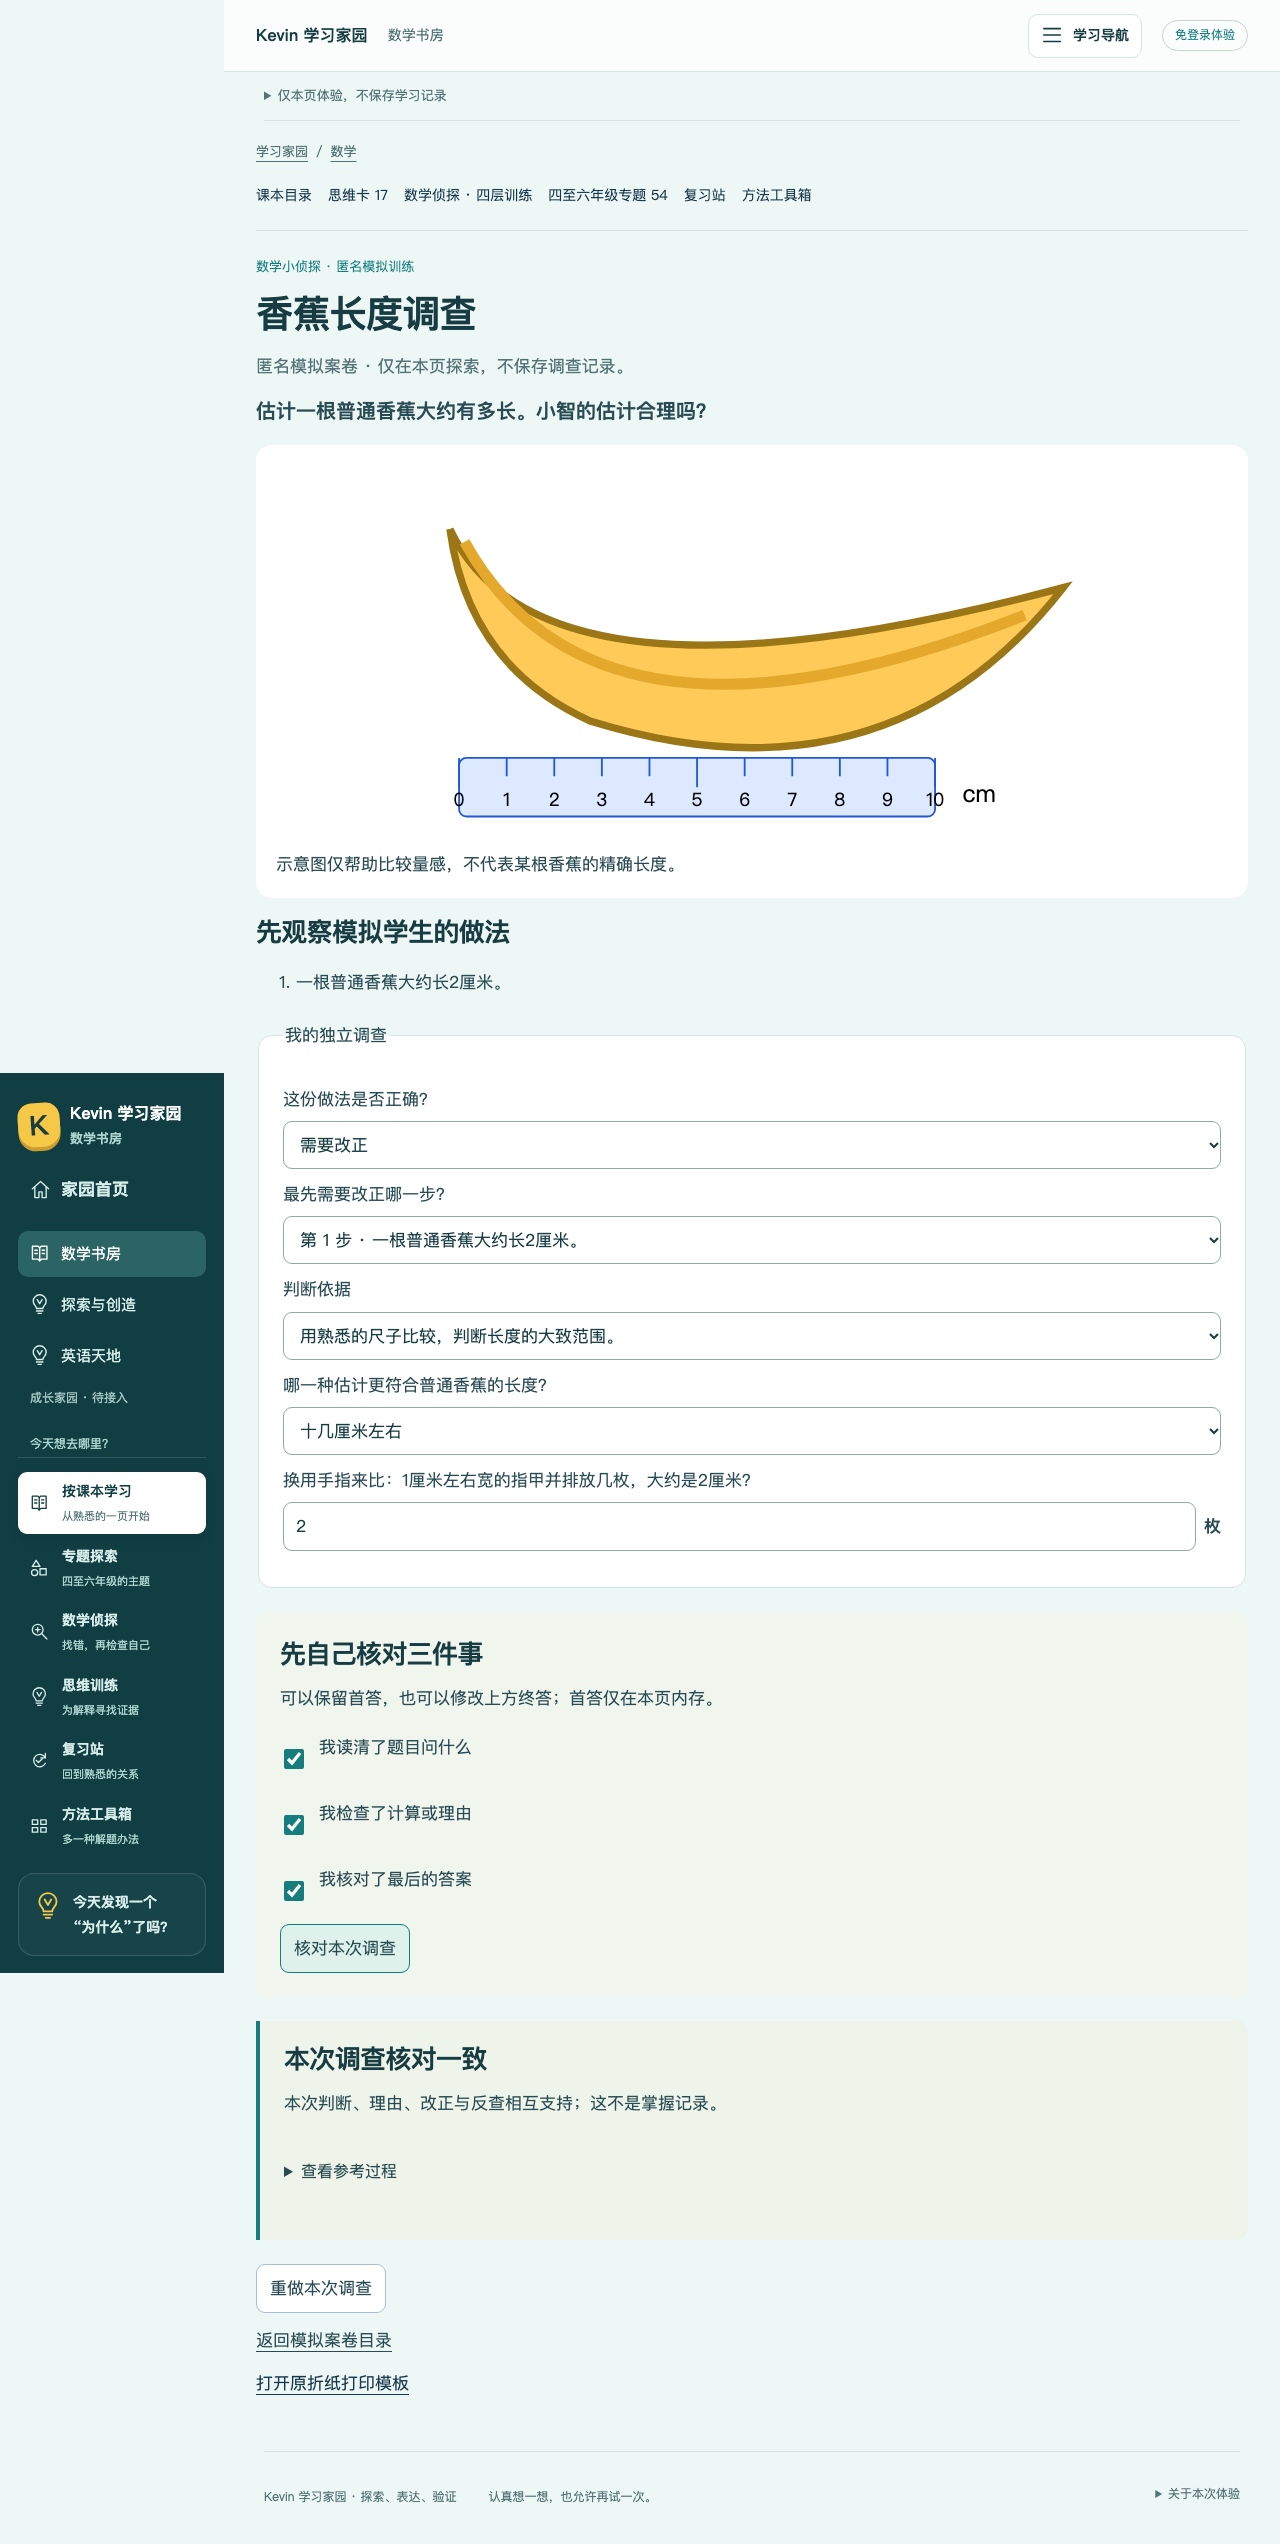 Kevin 学习家园
数学书房
学习导航
免登录体验
仅本页体验，不保存学习记录
学习家园 / 数学
课本目录 思维卡 17 数学侦探 · 四层训练 四至六年级专题 54 复习站 方法工具箱
数学小侦探 · 匿名模拟训练
香蕉长度调查
匿名模拟案卷 · 仅在本页探索，不保存调查记录。
估计一根普通香蕉大约有多长。小智的估计合理吗？
0 1 2 3 4 5 6 7 8 9 10 cm
示意图仅帮助比较量感，不代表某根香蕉的精确长度。
先观察模拟学生的做法
1. 一根普通香蕉大约长2厘米。
我的独立调查
这份做法是否正确？
需要改正
最先需要改正哪一步？
第 1 步 · 一根普通香蕉大约长2厘米。
判断依据
用熟悉的尺子比较，判断长度的大致范围。
哪一种估计更符合普通香蕉的长度？
十几厘米左右
换用手指来比：1厘米左右宽的指甲并排放几枚，大约是2厘米？
2 枚
先自己核对三件事
可以保留首答，也可以修改上方终答；首答仅在本页内存。
我读清了题目问什么
我检查了计算或理由
我核对了最后的答案
核对本次调查
本次调查核对一致
本次判断、理由、改正与反查相互支持；这不是掌握记录。
查看参考过程
重做本次调查
返回模拟案卷目录
打开原折纸打印模板
Kevin 学习家园 · 探索、表达、验证
认真想一想，也允许再试一次。
关于本次体验
K
Kevin 学习家园
数学书房
家园首页
数学书房
探索与创造
英语天地
成长家园 · 待接入
今天想去哪里？
按课本学习
从熟悉的一页开始
专题探索
四至六年级的主题
数学侦探
找错，再检查自己
思维训练
为解释寻找证据
复习站
回到熟悉的关系
方法工具箱
多一种解题办法
今天发现一个
“为什么”了吗？